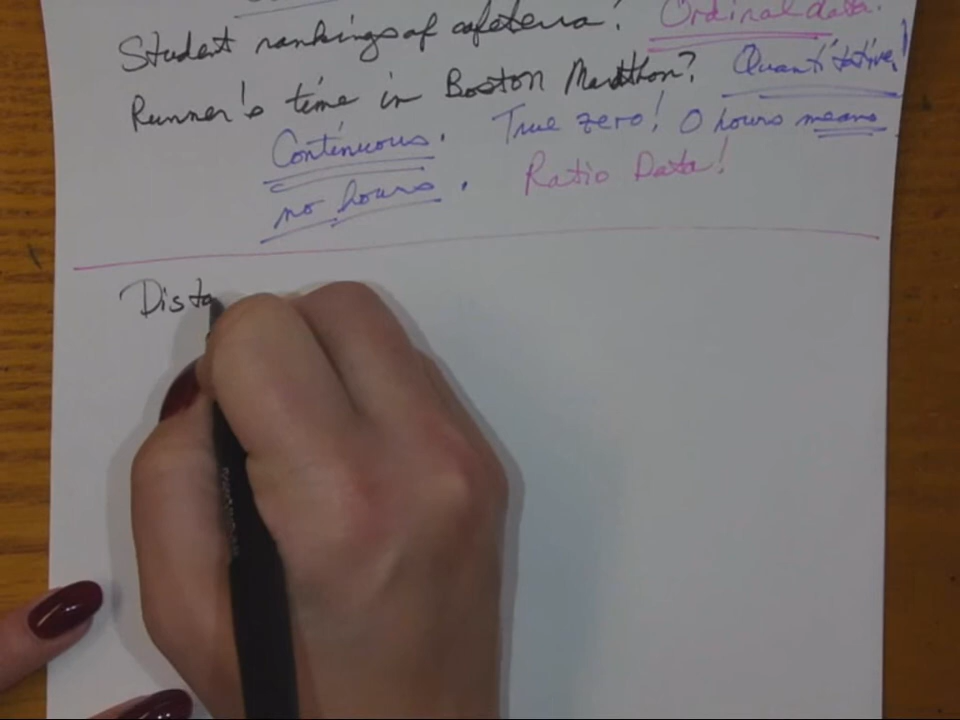 Student rankings of cafeteria? Ordinal data.
Runner's time in Boston Marathon? Quantitative!
Continuous. True zero! 0 hours means
no hours. Ratio Data!
Dista